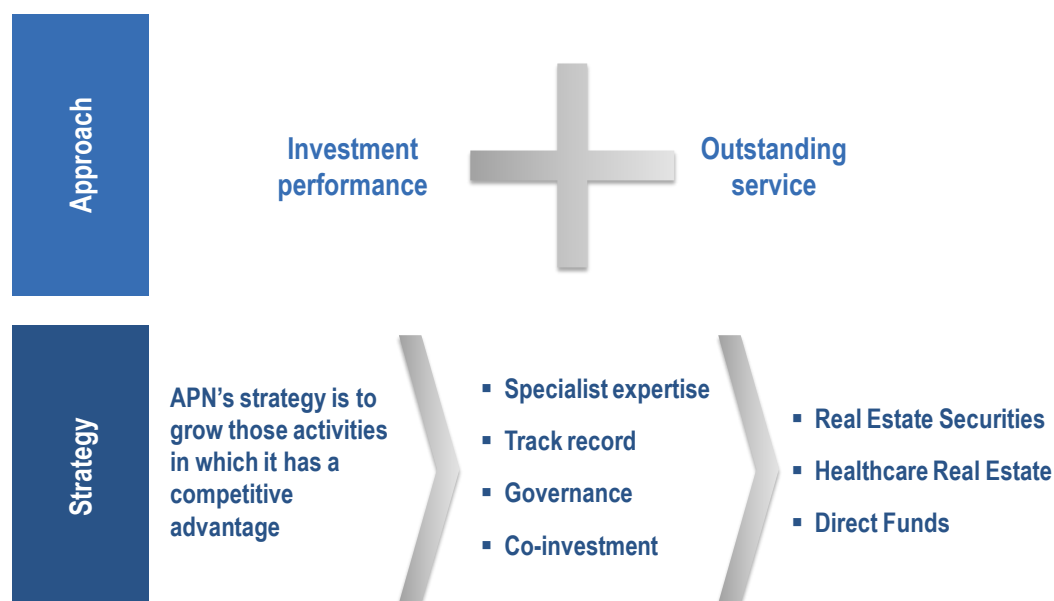 Approach
Investment
performance
Outstanding
service
Strategy
APN’s strategy is to
grow those activities
in which it has a
competitive
advantage
▪ Specialist expertise
▪ Track record
▪ Governance
▪ Co-investment
▪ Real Estate Securities
▪ Healthcare Real Estate
▪ Direct Funds